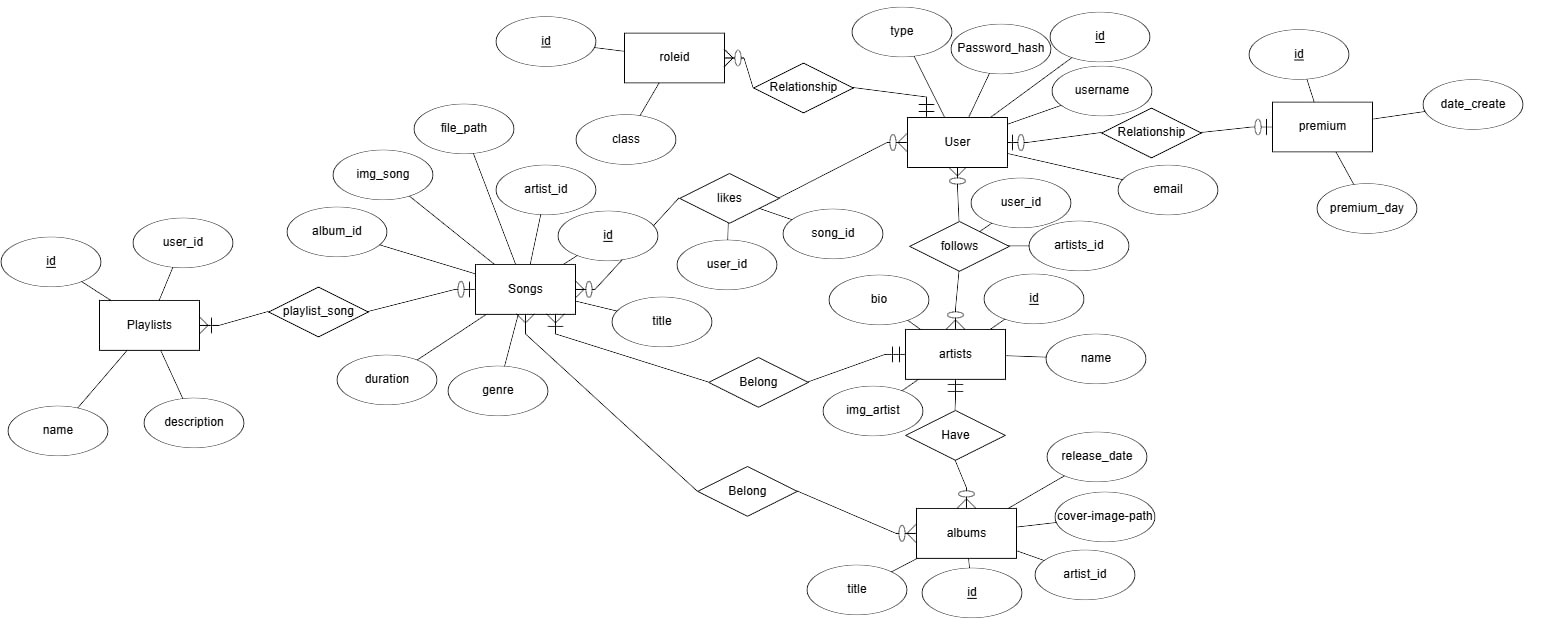 type
id
Password_hash
id
roleid
id
Relationship
username
date_create
file_path
premium
Relationship
class
User
img_song
artist_id
email
likes
user_id
premium_day
album_id
id
song_id
user_id
follows
artists_id
id
user_id
Songs
bio
id
playlist_song
title
Playlists
artists
name
duration
Belong
genre
img_artist
description
name
Have
release_date
Belong
cover-image-path
albums
artist_id
title
id